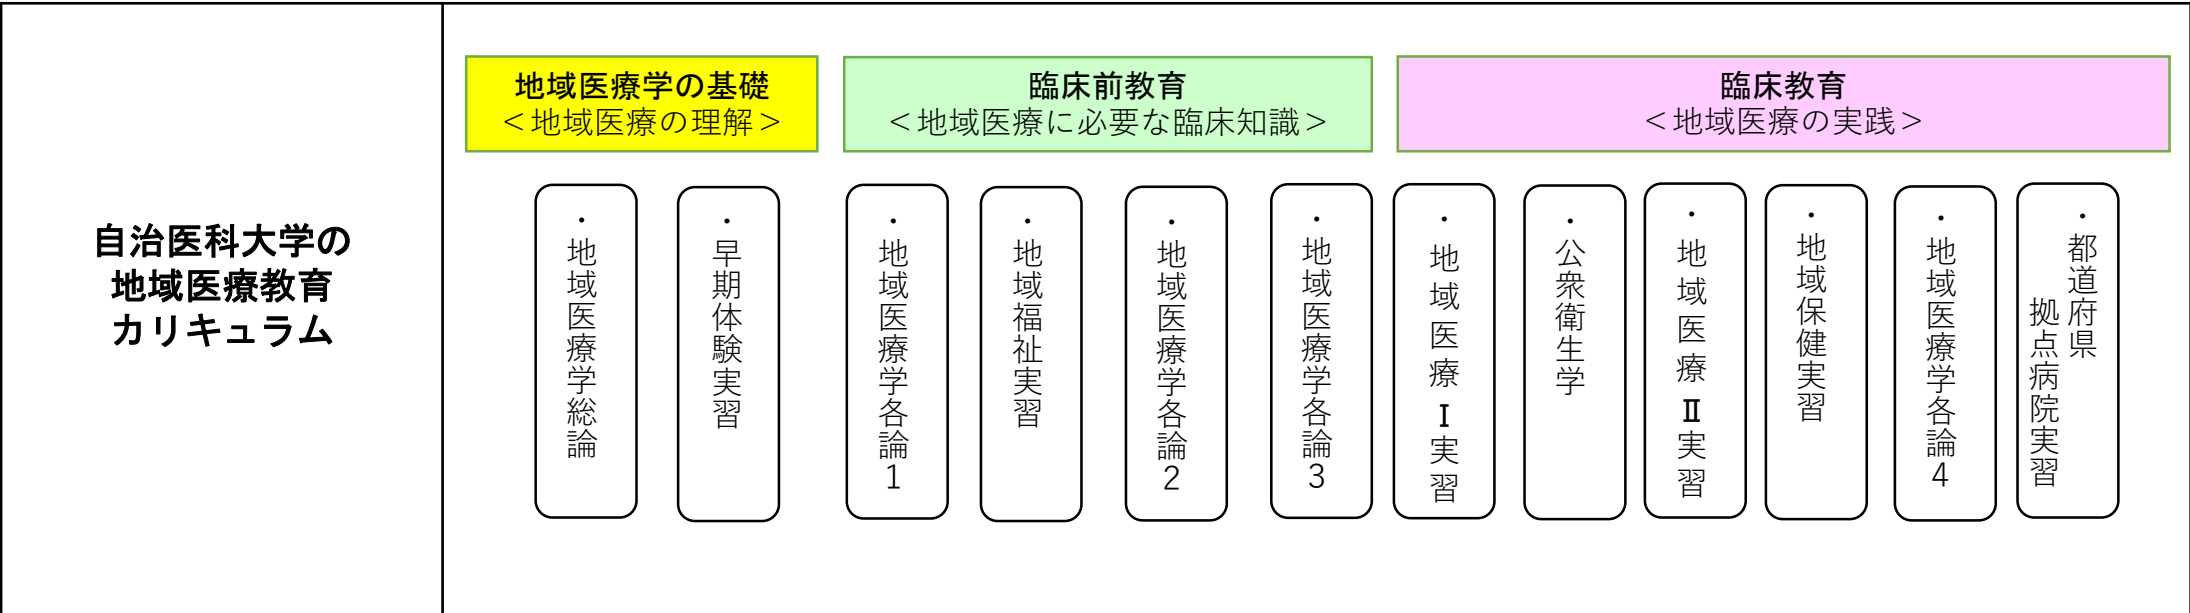 自治医科大学の
地域医療教育
カリキュラム
地域医療学の基礎
＜地域医療の理解＞
臨床前教育
＜地域医療に必要な臨床知識＞
臨床教育
＜地域医療の実践＞
・地域医療学総論
・早期体験実習
・地域医療学各論1
・地域福祉実習
・地域医療学各論2
・地域医療学各論3
・地域医療Ⅰ実習
・公衆衛生学
・地域医療Ⅱ実習
・地域保健実習
・地域医療学各論4
・都道府県
拠点病院実習